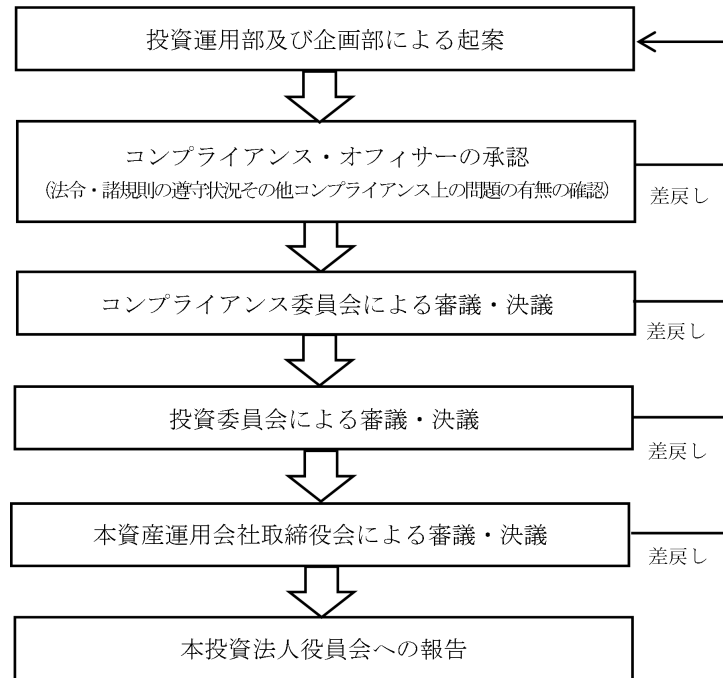 投資運用部及び企画部による起案
コンプライアンス・オフィサーの承認
（法令・諸規則の遵守状況その他コンプライアンス上の問題の有無の確認）
差戻し
コンプライアンス委員会による審議・決議
差戻し
投資委員会による審議・決議
差戻し
本資産運用会社取締役会による審議・決議
差戻し
本投資法人役員会への報告